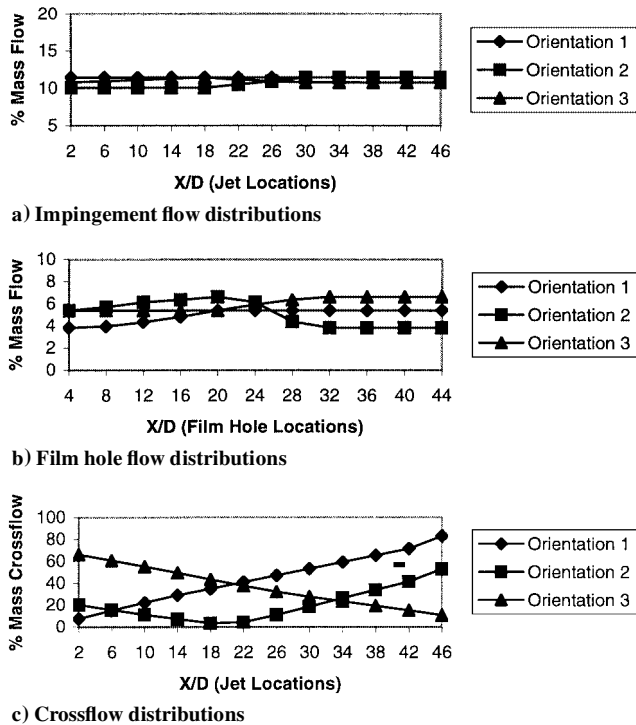 20
15
10
5
% Mass Flow
2 6 10 14 18 22 26 30 34 38 42 46
X/D (Jet Locations)
Orientation 1
Orientation 2
Orientation 3
a) Impingement flow distributions
10
8
6
4
2
0
% Mass Flow
4 8 12 16 20 24 28 32 36 40 44
X/D (Film Hole Locations)
Orientation 1
Orientation 2
Orientation 3
b) Film hole flow distributions
100
80
60
40
20
0
% Mass Crossflow
2 6 10 14 18 22 26 30 34 38 42 46
X/D (Jet Locations)
Orientation 1
Orientation 2
Orientation 3
c) Crossflow distributions